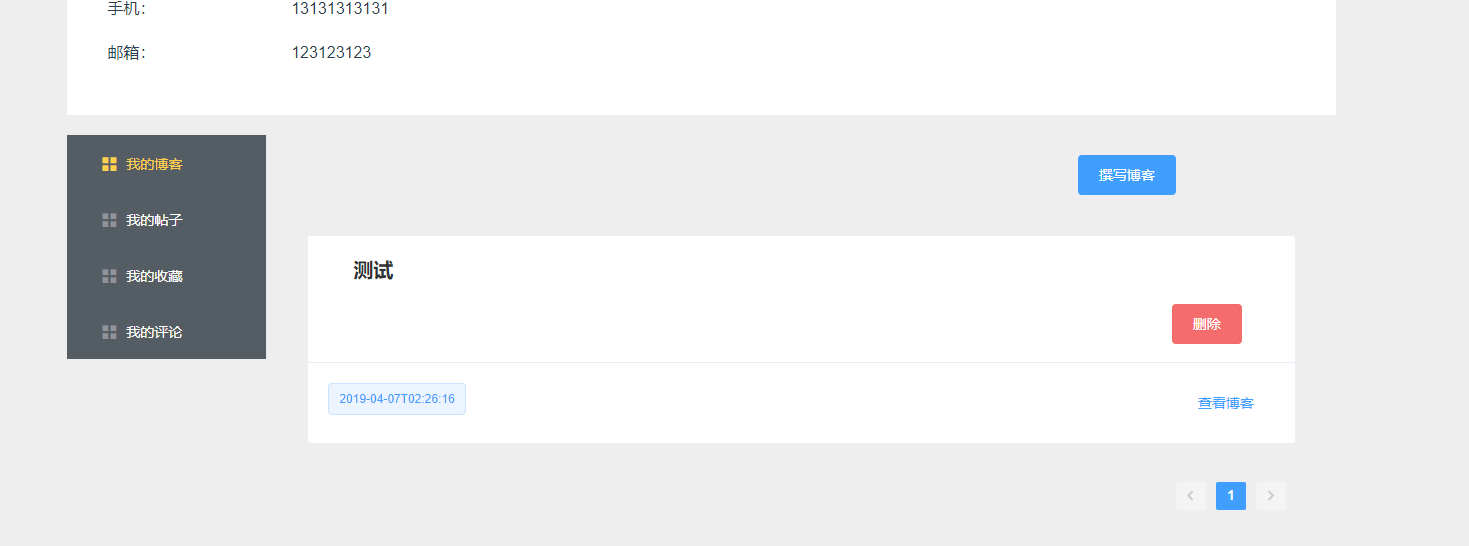 手机： 13131313131
邮箱： 123123123
我的博客
我的帖子
我的收藏
我的评论
撰写博客
测试
删除
2019-04-07T02:26:16
查看博客
1